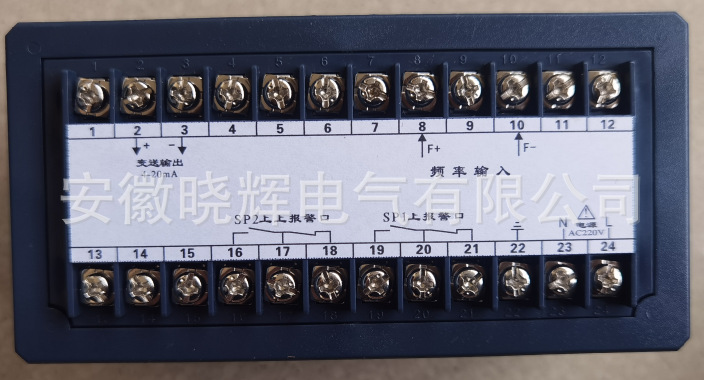 1 2 3 4 5 6 7 8 9 10 11 12
1 2 3 4 5 6 7 8 9 10 11 12
+ − F+ F−
变送输出
4-20mA
频率输入
安徽晓辉电气有限公司
SP2上上报警口 SP1上报警口 N 电源 L
AC220V
13 14 15 16 17 18 19 20 21 22 23 24